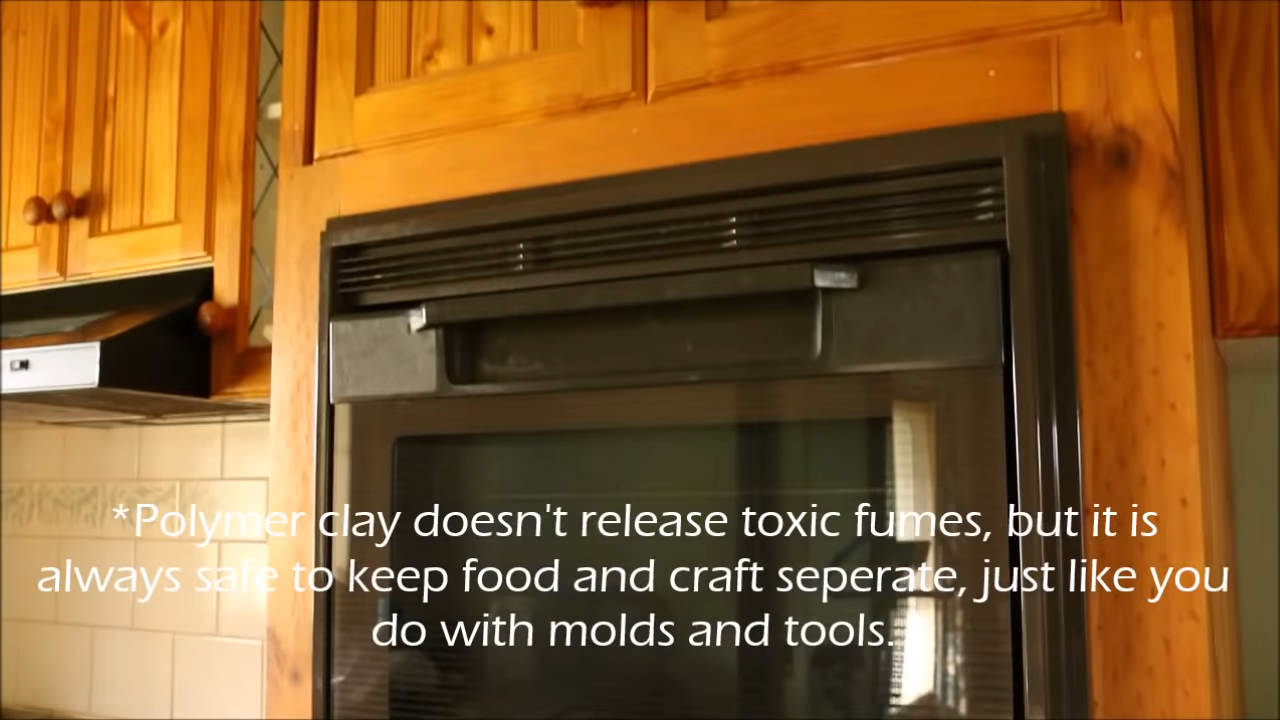 *Polymer clay doesn't release toxic fumes, but it is
always safe to keep food and craft seperate, just like you
do with molds and tools.